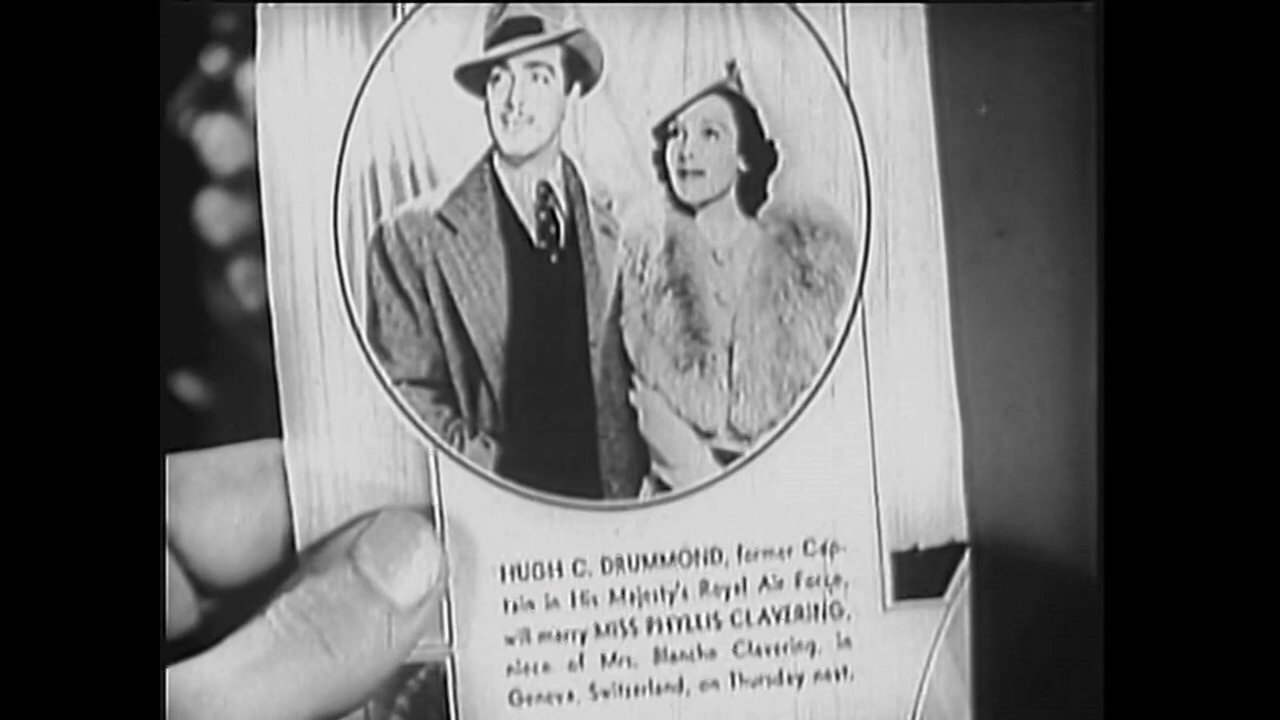 HUGH C. DRUMMOND, former Cap-
tain in His Majesty's Royal Air Force,
will marry MISS PHYLLIS CLAVERING,
niece of Mrs. Blanche Clavering, in
Geneva, Switzerland, on Thursday next.